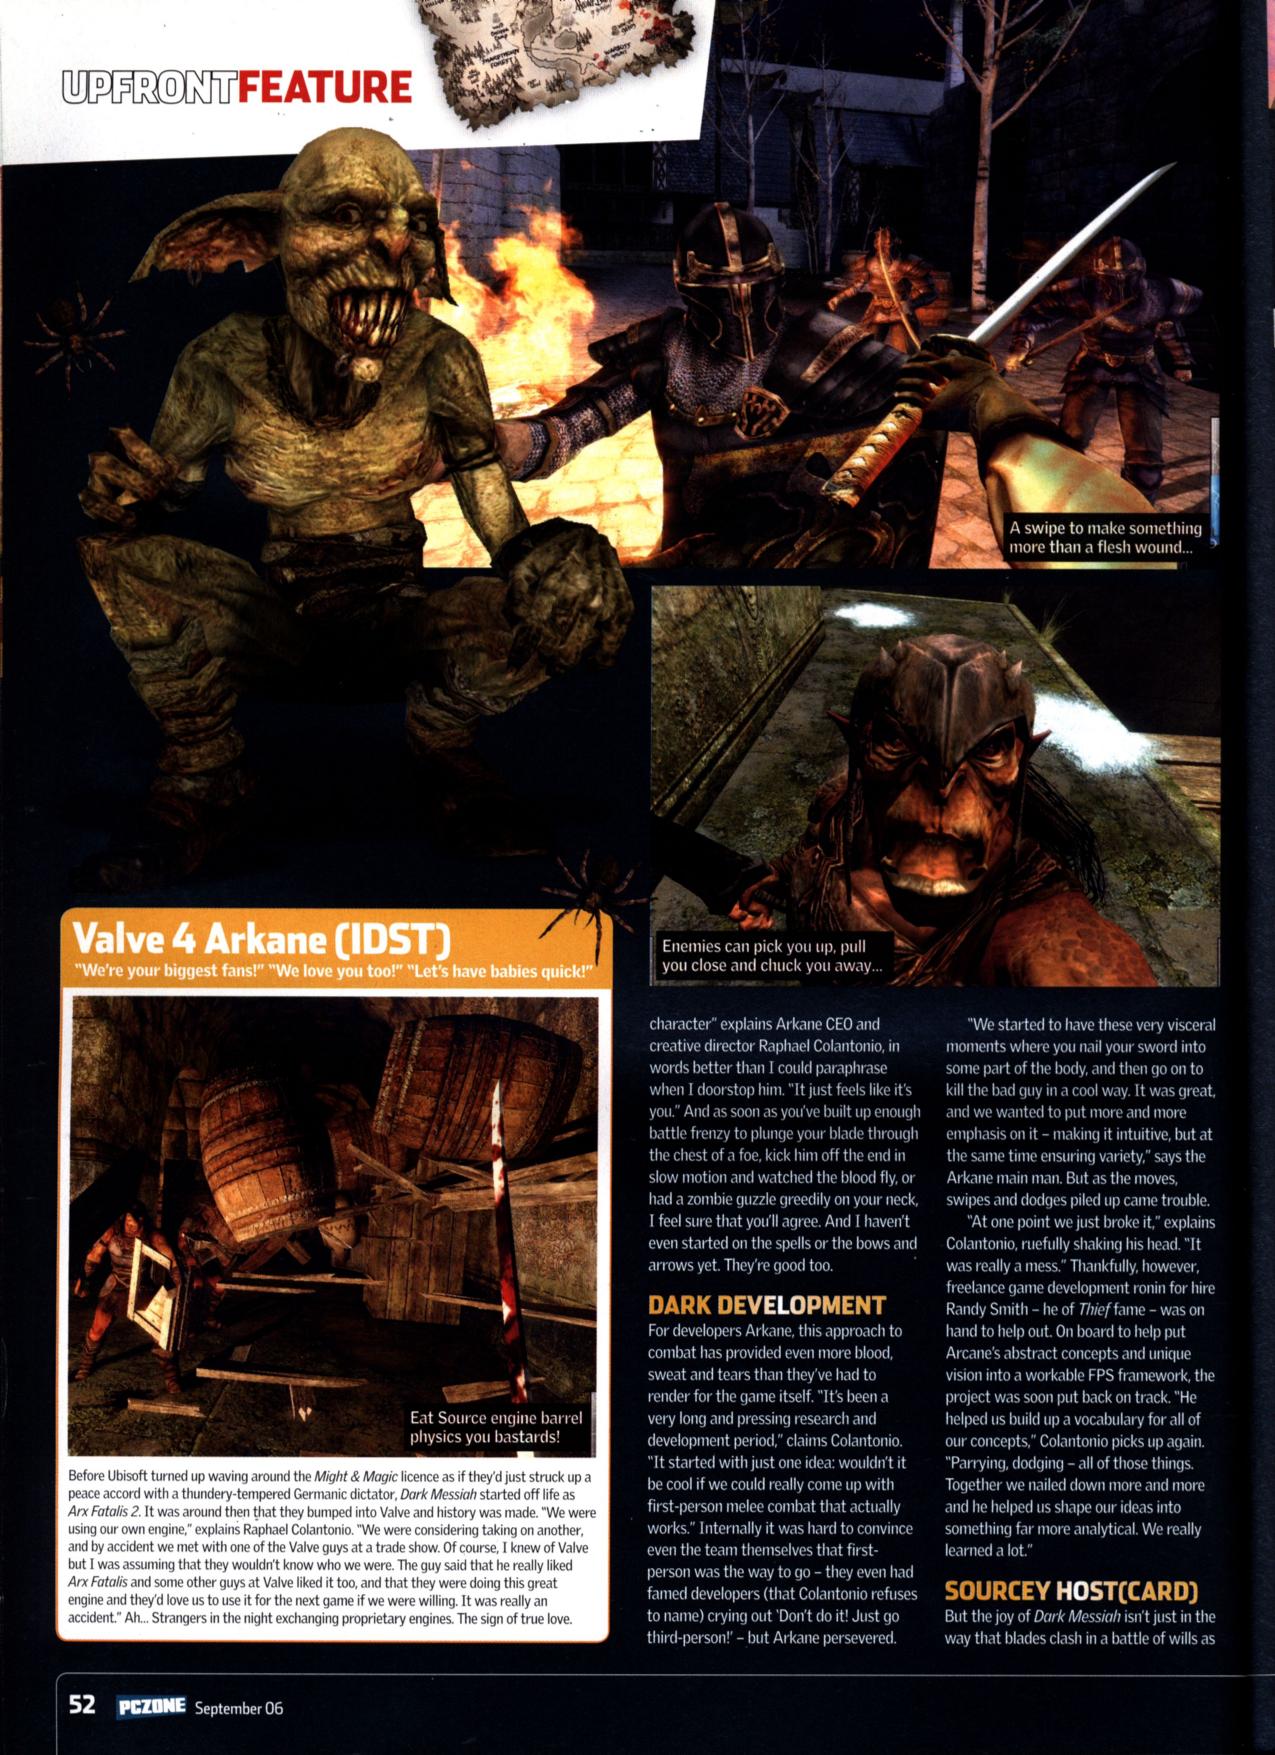 UPFRONTFEATURE
A swipe to make something
more than a flesh wound...
Enemies can pick you up, pull
you close and chuck you away...
Valve 4 Arkane (IDST)
"We're your biggest fans!" "We love you too!" "Let's have babies quick!"
Eat Source engine barrel
physics you bastards!
Before Ubisoft turned up waving around the Might & Magic licence as if they'd just struck up a
peace accord with a thundery-tempered Germanic dictator, Dark Messiah started off life as
Arx Fatalis 2. It was around then that they bumped into Valve and history was made. "We were
using our own engine," explains Raphael Colantonio. "We were considering taking on another,
and by accident we met with one of the Valve guys at a trade show. Of course, I knew of Valve
but I was assuming that they wouldn't know who we were. The guy said that he really liked
Arx Fatalis and some other guys at Valve liked it too, and that they were doing this great
engine and they'd love us to use it for the next game if we were willing. It was really an
accident." Ah... Strangers in the night exchanging proprietary engines. The sign of true love.
character" explains Arkane CEO and
creative director Raphael Colantonio, in
words better than I could paraphrase
when I doorstop him. "It just feels like it's
you." And as soon as you've built up enough
battle frenzy to plunge your blade through
the chest of a foe, kick him off the end in
slow motion and watched the blood fly, or
had a zombie guzzle greedily on your neck,
I feel sure that you'll agree. And I haven't
even started on the spells or the bows and
arrows yet. They're good too.
DARK DEVELOPMENT
For developers Arkane, this approach to
combat has provided even more blood,
sweat and tears than they've had to
render for the game itself. "It's been a
very long and pressing research and
development period," claims Colantonio.
"It started with just one idea: wouldn't it
be cool if we could really come up with
first-person melee combat that actually
works." Internally it was hard to convince
even the team themselves that first-
person was the way to go – they even had
famed developers (that Colantonio refuses
to name) crying out 'Don't do it! Just go
third-person!' – but Arkane persevered.
"We started to have these very visceral
moments where you nail your sword into
some part of the body, and then go on to
kill the bad guy in a cool way. It was great,
and we wanted to put more and more
emphasis on it – making it intuitive, but at
the same time ensuring variety," says the
Arkane main man. But as the moves,
swipes and dodges piled up came trouble.
"At one point we just broke it," explains
Colantonio, ruefully shaking his head. "It
was really a mess." Thankfully, however,
freelance game development ronin for hire
Randy Smith – he of Thief fame – was on
hand to help out. On board to help put
Arcane's abstract concepts and unique
vision into a workable FPS framework, the
project was soon put back on track. "He
helped us build up a vocabulary for all of
our concepts," Colantonio picks up again.
"Parrying, dodging – all of those things.
Together we nailed down more and more
and he helped us shape our ideas into
something far more analytical. We really
learned a lot."
SOURCEY HOST(CARD)
But the joy of Dark Messiah isn't just in the
way that blades clash in a battle of wills as
52 PCZONE September 06